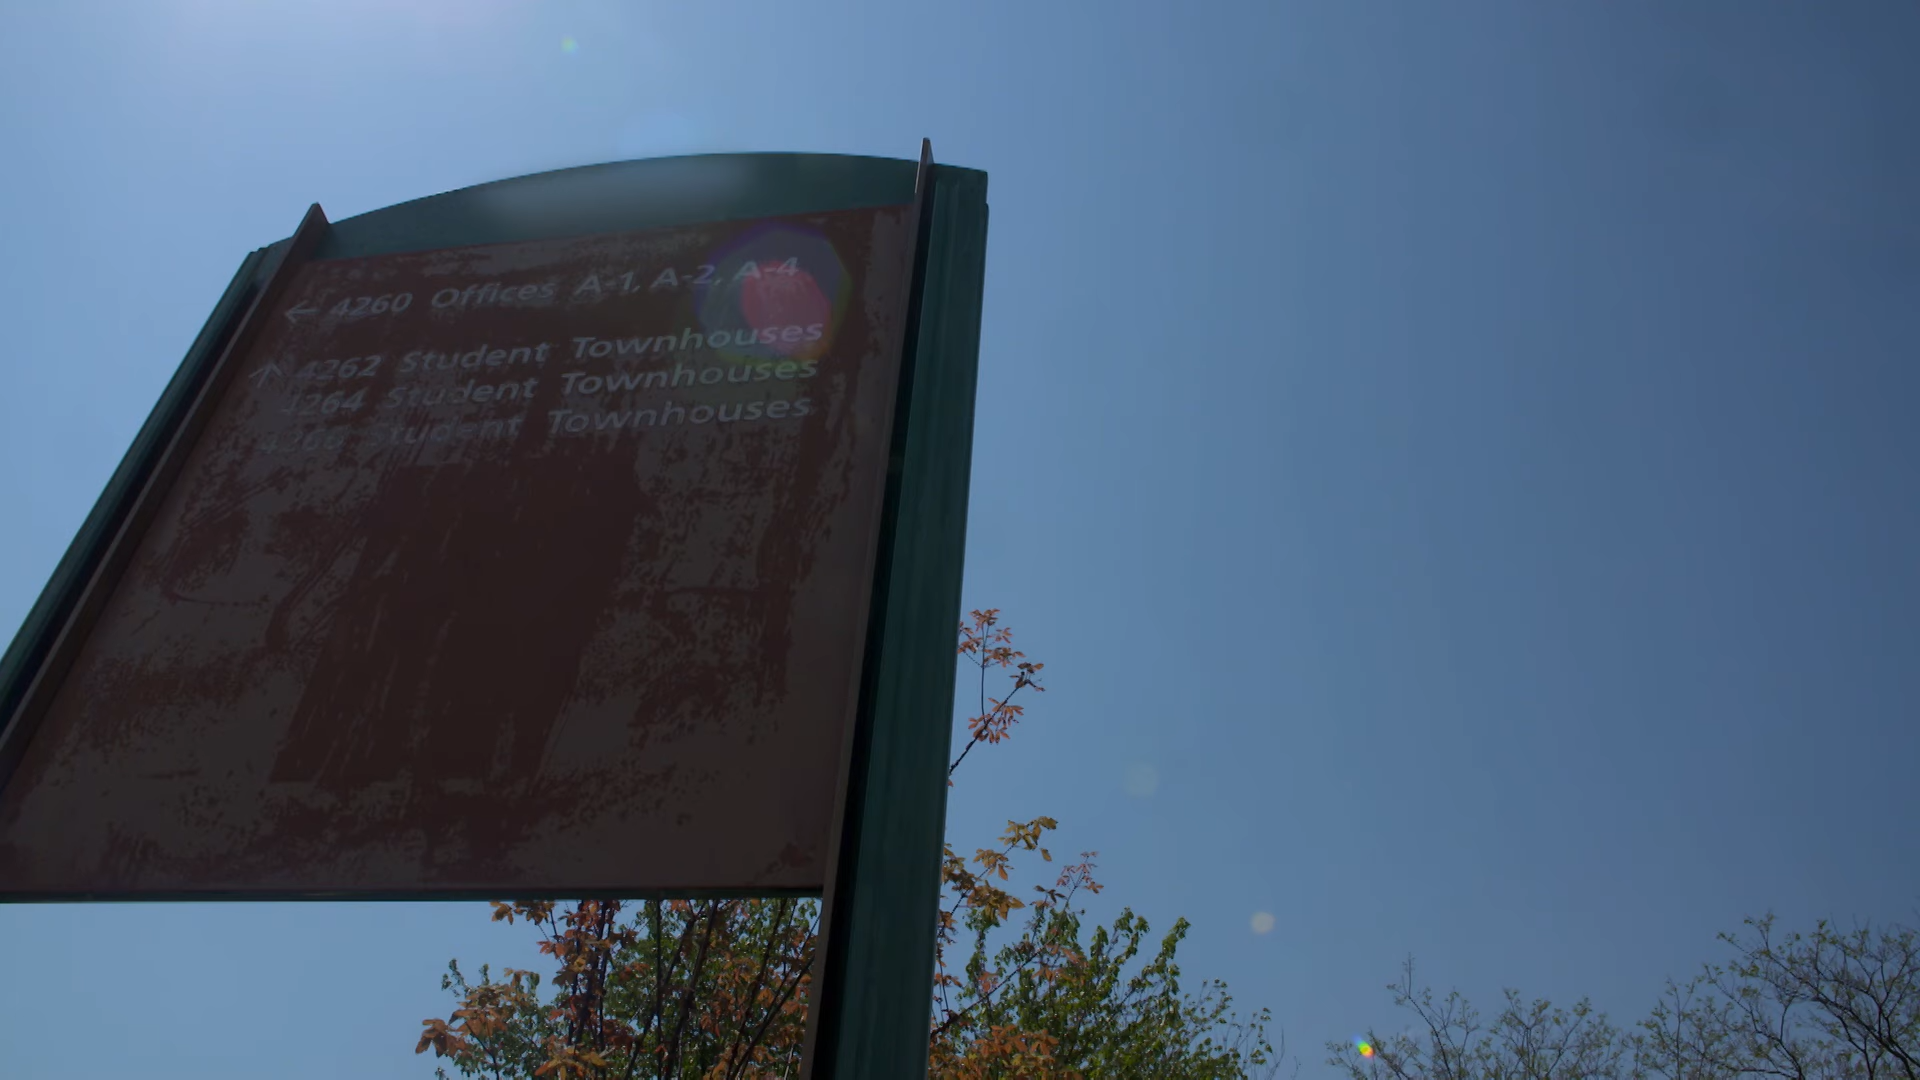 ← 4260 Offices A-1, A-2, A-4
↑ 4262 Student Townhouses
4264 Student Townhouses
4266 Student Townhouses